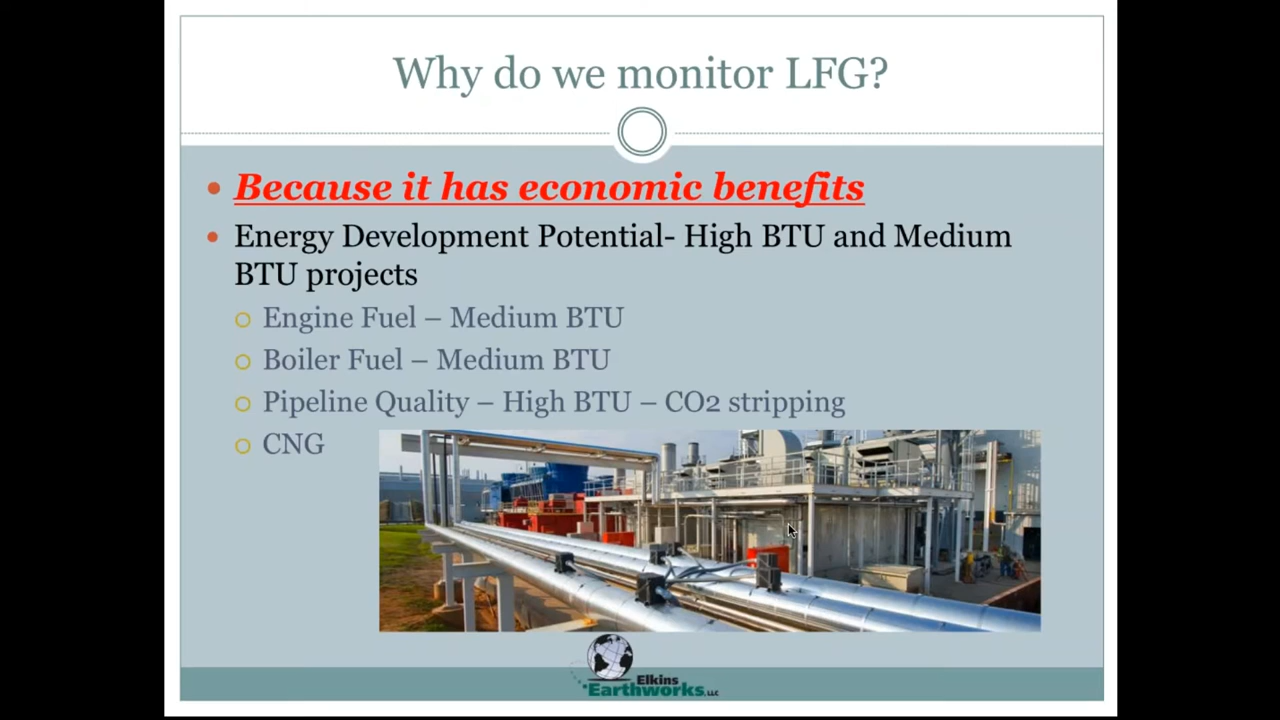 Why do we monitor LFG?
Because it has economic benefits
Energy Development Potential- High BTU and Medium
BTU projects
Engine Fuel – Medium BTU
Boiler Fuel – Medium BTU
Pipeline Quality – High BTU – CO2 stripping
CNG
Elkins
Earthworks, LLC